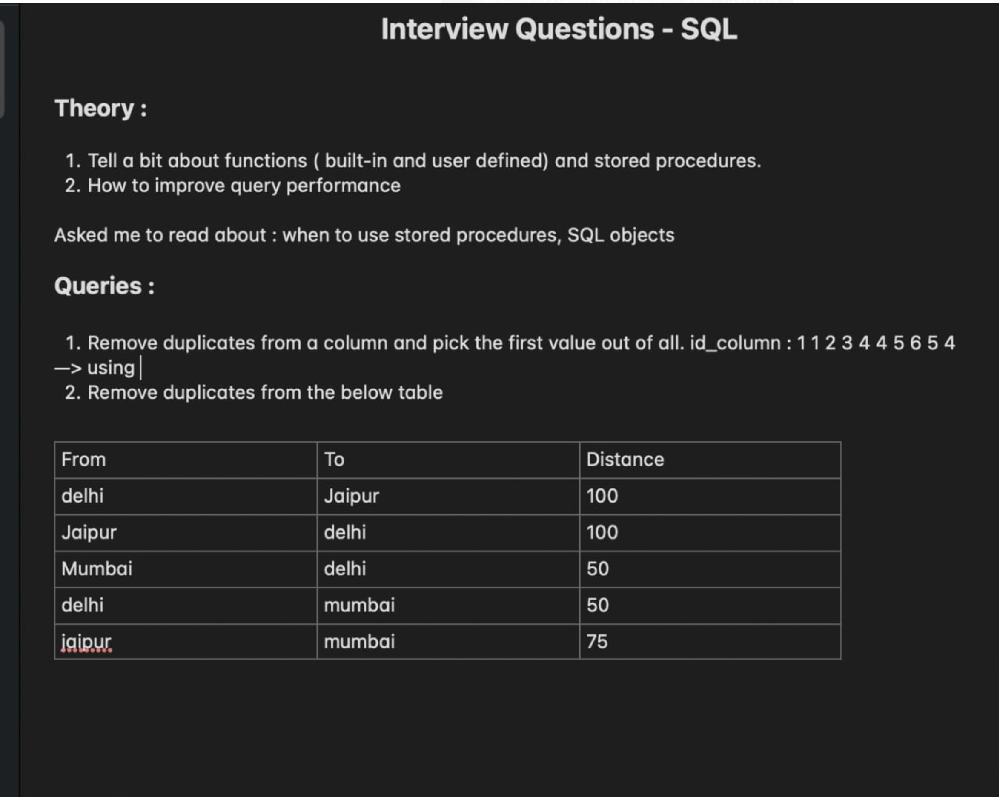 Interview Questions - SQL
Theory :
1. Tell a bit about functions ( built-in and user defined) and stored procedures.
2. How to improve query performance
Asked me to read about : when to use stored procedures, SQL objects
Queries :
1. Remove duplicates from a column and pick the first value out of all. id_column : 1 1 2 3 4 4 5 6 5 4
—> using
2. Remove duplicates from the below table
From To Distance
delhi Jaipur 100
Jaipur delhi 100
Mumbai delhi 50
delhi mumbai 50
jaipur mumbai 75